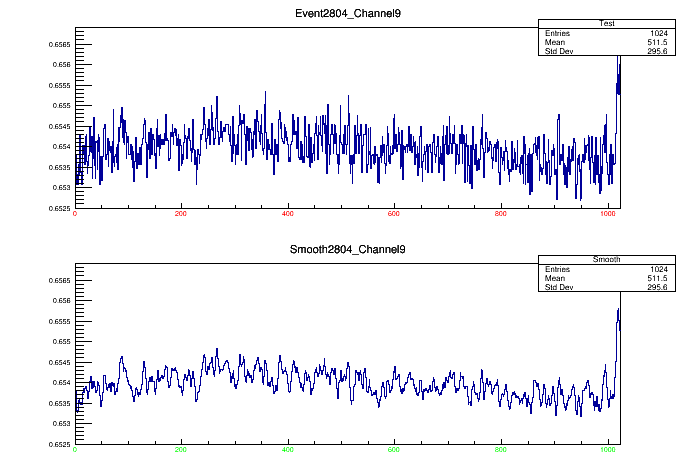 Event2804_Channel9
Test
Entries 1024
Mean 511.5
Std Dev 295.6
0.6565
0.656
0.6555
0.655
0.6545
0.654
0.6535
0.653
0.6525
0 200 400 600 800 1000
Smooth2804_Channel9
Smooth
Entries 1024
Mean 511.5
Std Dev 295.6
0.6565
0.656
0.6555
0.655
0.6545
0.654
0.6535
0.653
0.6525
0 200 400 600 800 1000